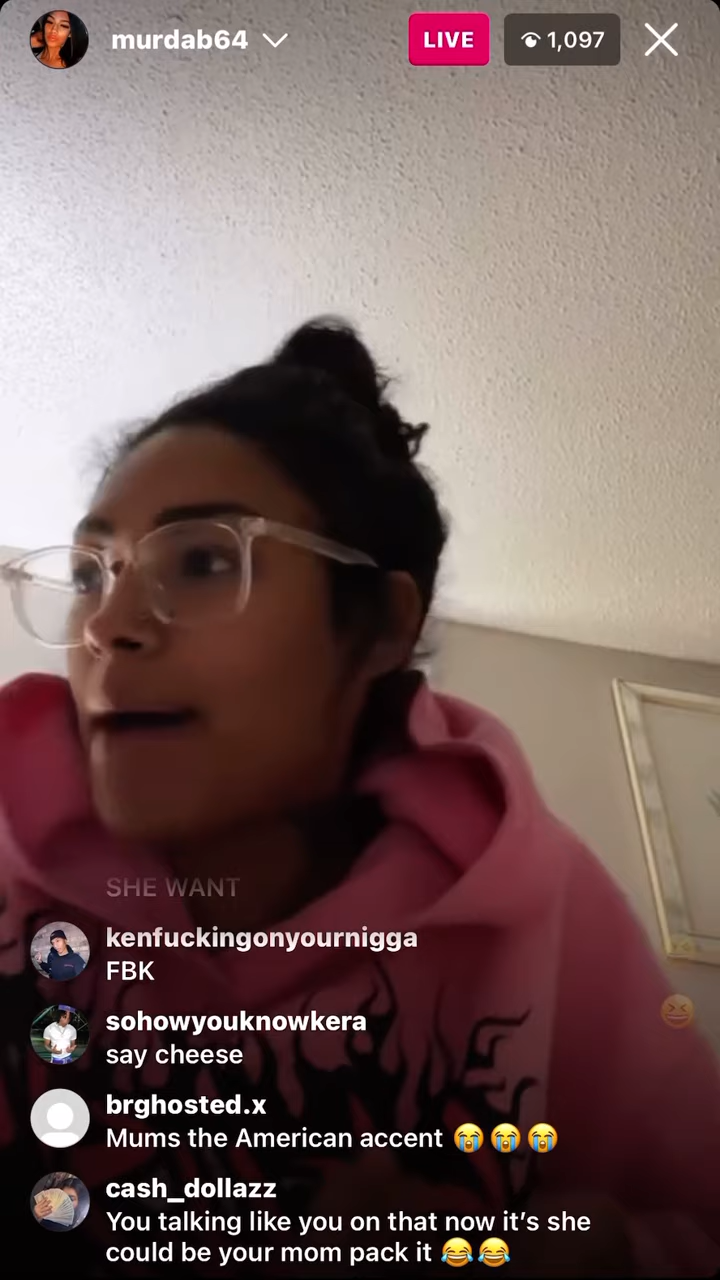 murdab64
LIVE
1,097
SHE WANT
kenfuckingonyournigga
FBK
sohowyouknowkera
say cheese
brghosted.x
Mums the American accent 😭😭😭
cash_dollazz
You talking like you on that now it’s she
could be your mom pack it 😂😂